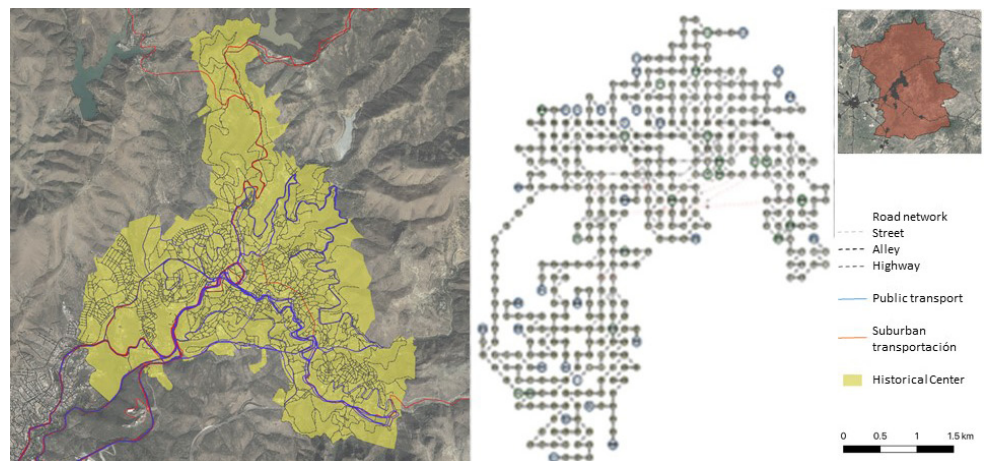 Road network
Street
Alley
Highway
Public transport
Suburban
transportación
Historical Center
0 0.5 1 1.5 km